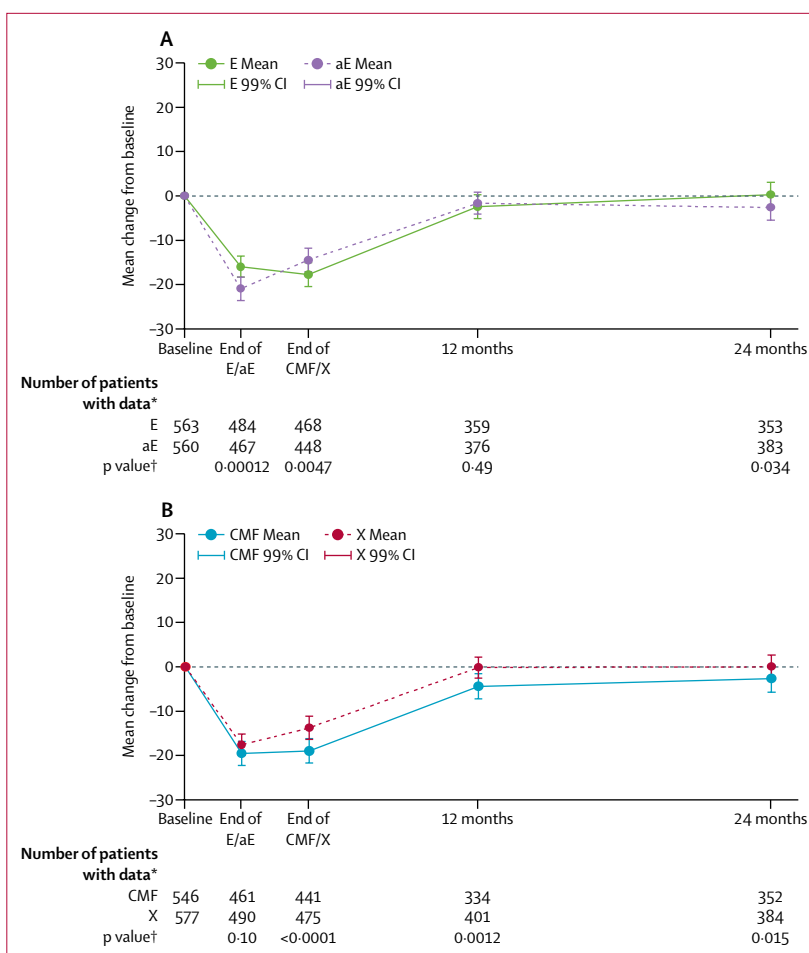 A
E Mean aE Mean
E 99% CI aE 99% CI
30
20
10
0
–10
–20
–30
Mean change from baseline
Baseline End of E/aE End of CMF/X 12 months 24 months
Number of patients
with data*
E 563 484 468 359 353
aE 560 467 448 376 383
p value† 0·00012 0·0047 0·49 0·034
B
CMF Mean X Mean
CMF 99% CI X 99% CI
30
20
10
0
–10
–20
–30
Mean change from baseline
Baseline End of E/aE End of CMF/X 12 months 24 months
Number of patients
with data*
CMF 546 461 441 334 352
X 577 490 475 401 384
p value† 0·10 <0·0001 0·0012 0·015